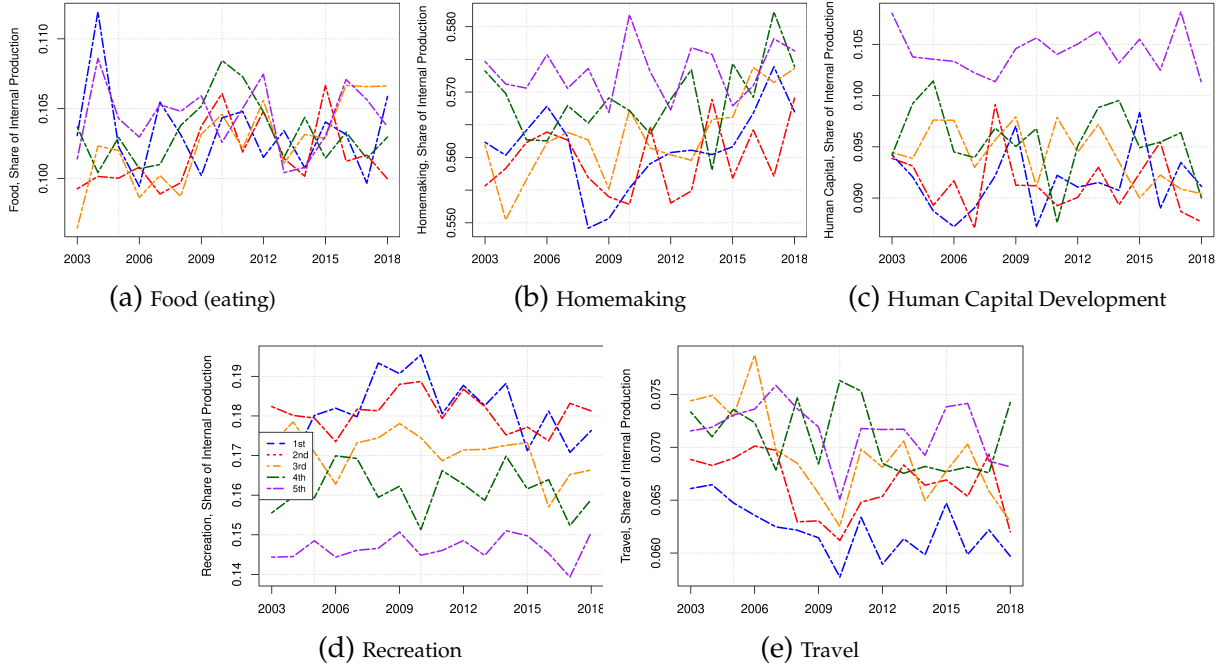 Food, Share of Internal Production
0.110
0.105
0.100
2003 2006 2009 2012 2015 2018
(a) Food (eating)
Homemaking, Share of Internal Production
0.580
0.570
0.560
0.550
2003 2006 2009 2012 2015 2018
(b) Homemaking
Human Capital, Share of Internal Production
0.105
0.100
0.095
0.090
2003 2006 2009 2012 2015 2018
(c) Human Capital Development
Recreation, Share of Internal Production
0.19
0.18
0.17
0.16
0.15
0.14
1st
2nd
3rd
4th
5th
2003 2006 2009 2012 2015 2018
(d) Recreation
Travel, Share of Internal Production
0.075
0.070
0.065
0.060
2003 2006 2009 2012 2015 2018
(e) Travel